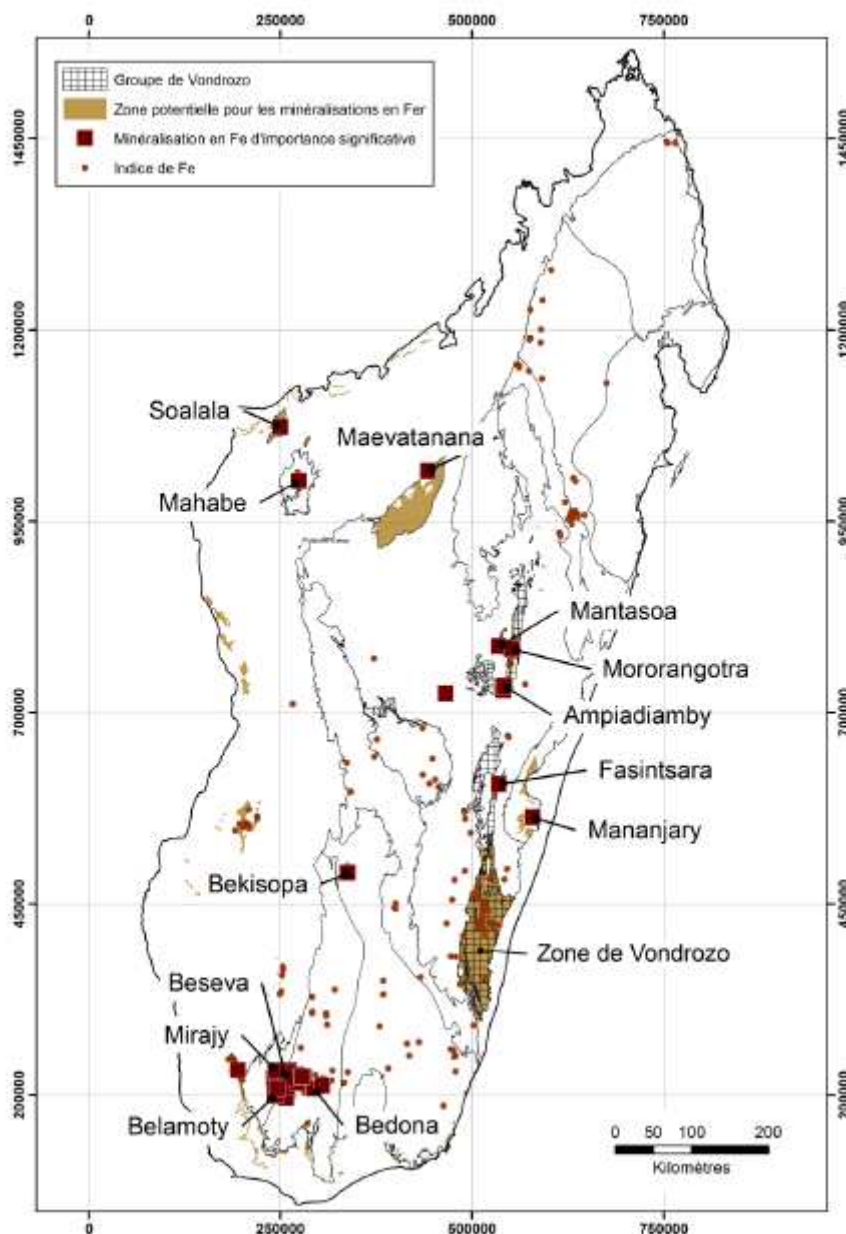 0 250000 500000 750000
Groupe de Vondrozo
Zone potentielle pour les minéralisations en Fer
Minéralisation en Fe d'importance significative
Indice de Fe
1450000 1450000
1200000 1200000
Soalala
Maevatanana
Mahabe
950000 950000
Mantasoa
Mororangotra
700000 700000
Ampiadiamby
Fasintsara
Mananjary
Bekisopa
450000 450000
Zone de Vondrozo
Beseva
Mirajy
200000 200000
Belamoty
Bedona
0 50 100 200
Kilomètres
0 250000 500000 750000